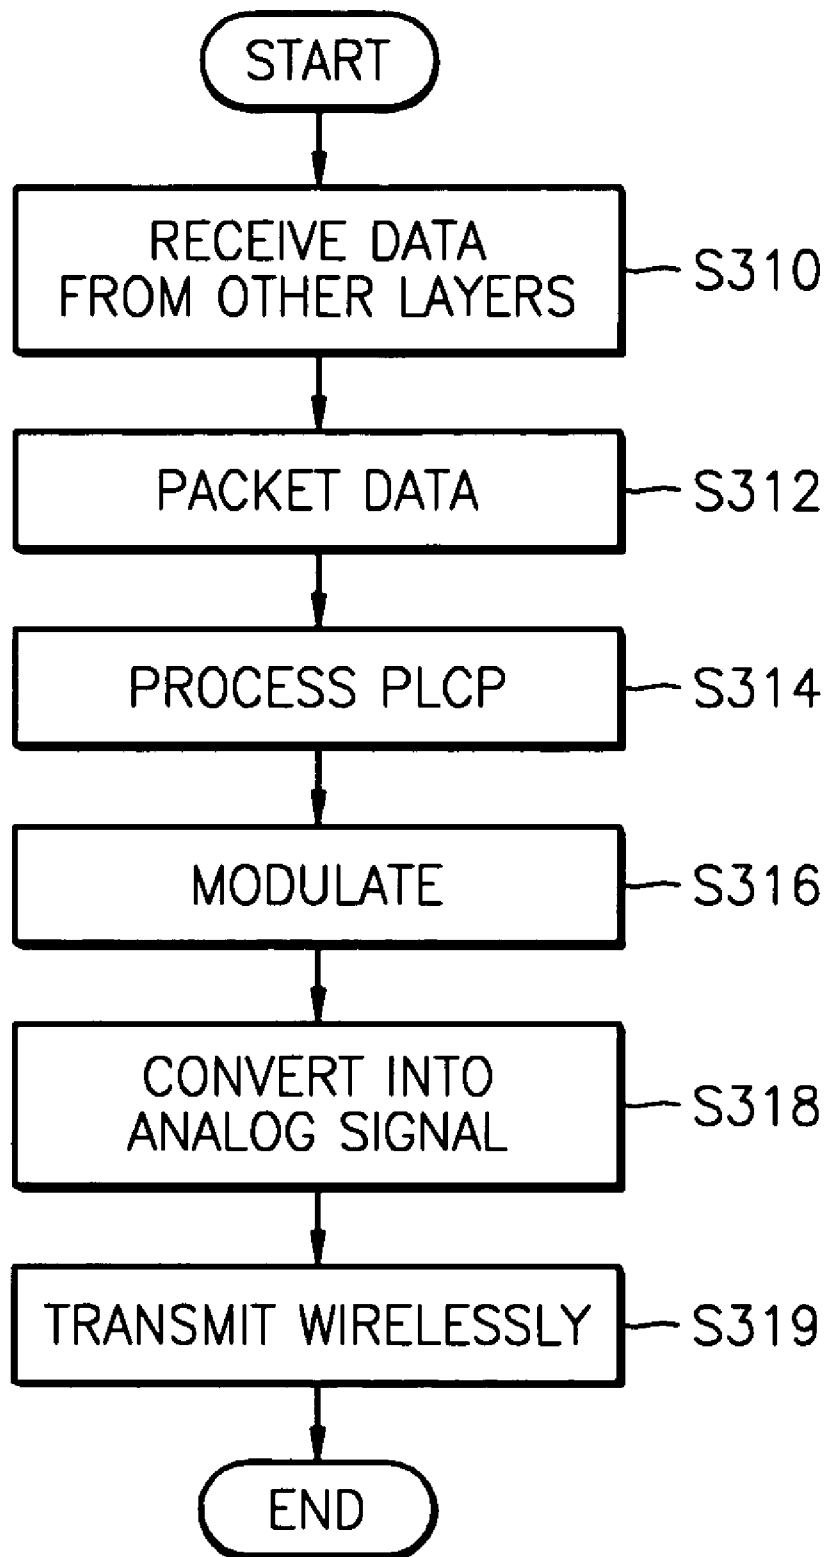 START
RECEIVE DATA
FROM OTHER LAYERS
S310
PACKET DATA
S312
PROCESS PLCP
S314
MODULATE
S316
CONVERT INTO
ANALOG SIGNAL
S318
TRANSMIT WIRELESSLY
S319
END